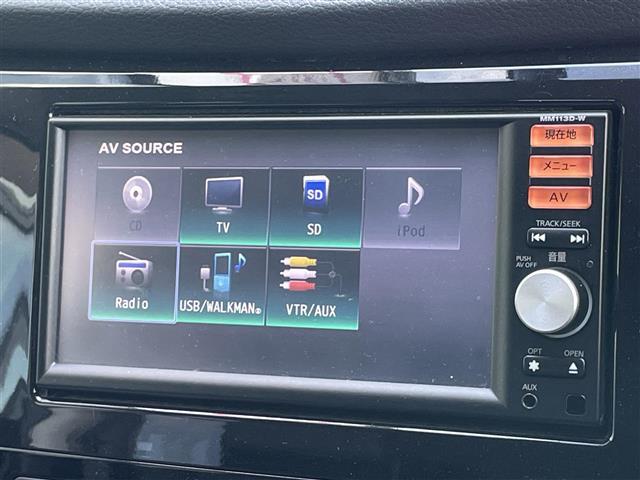 MM113D-W
AV SOURCE
CD
TV
SD
SD
iPod
Radio
USB/WALKMAN®
VTR/AUX
現在地
メニュー
AV
TRACK/SEEK
PUSH
AV OFF
音量
OPT
OPEN
AUX